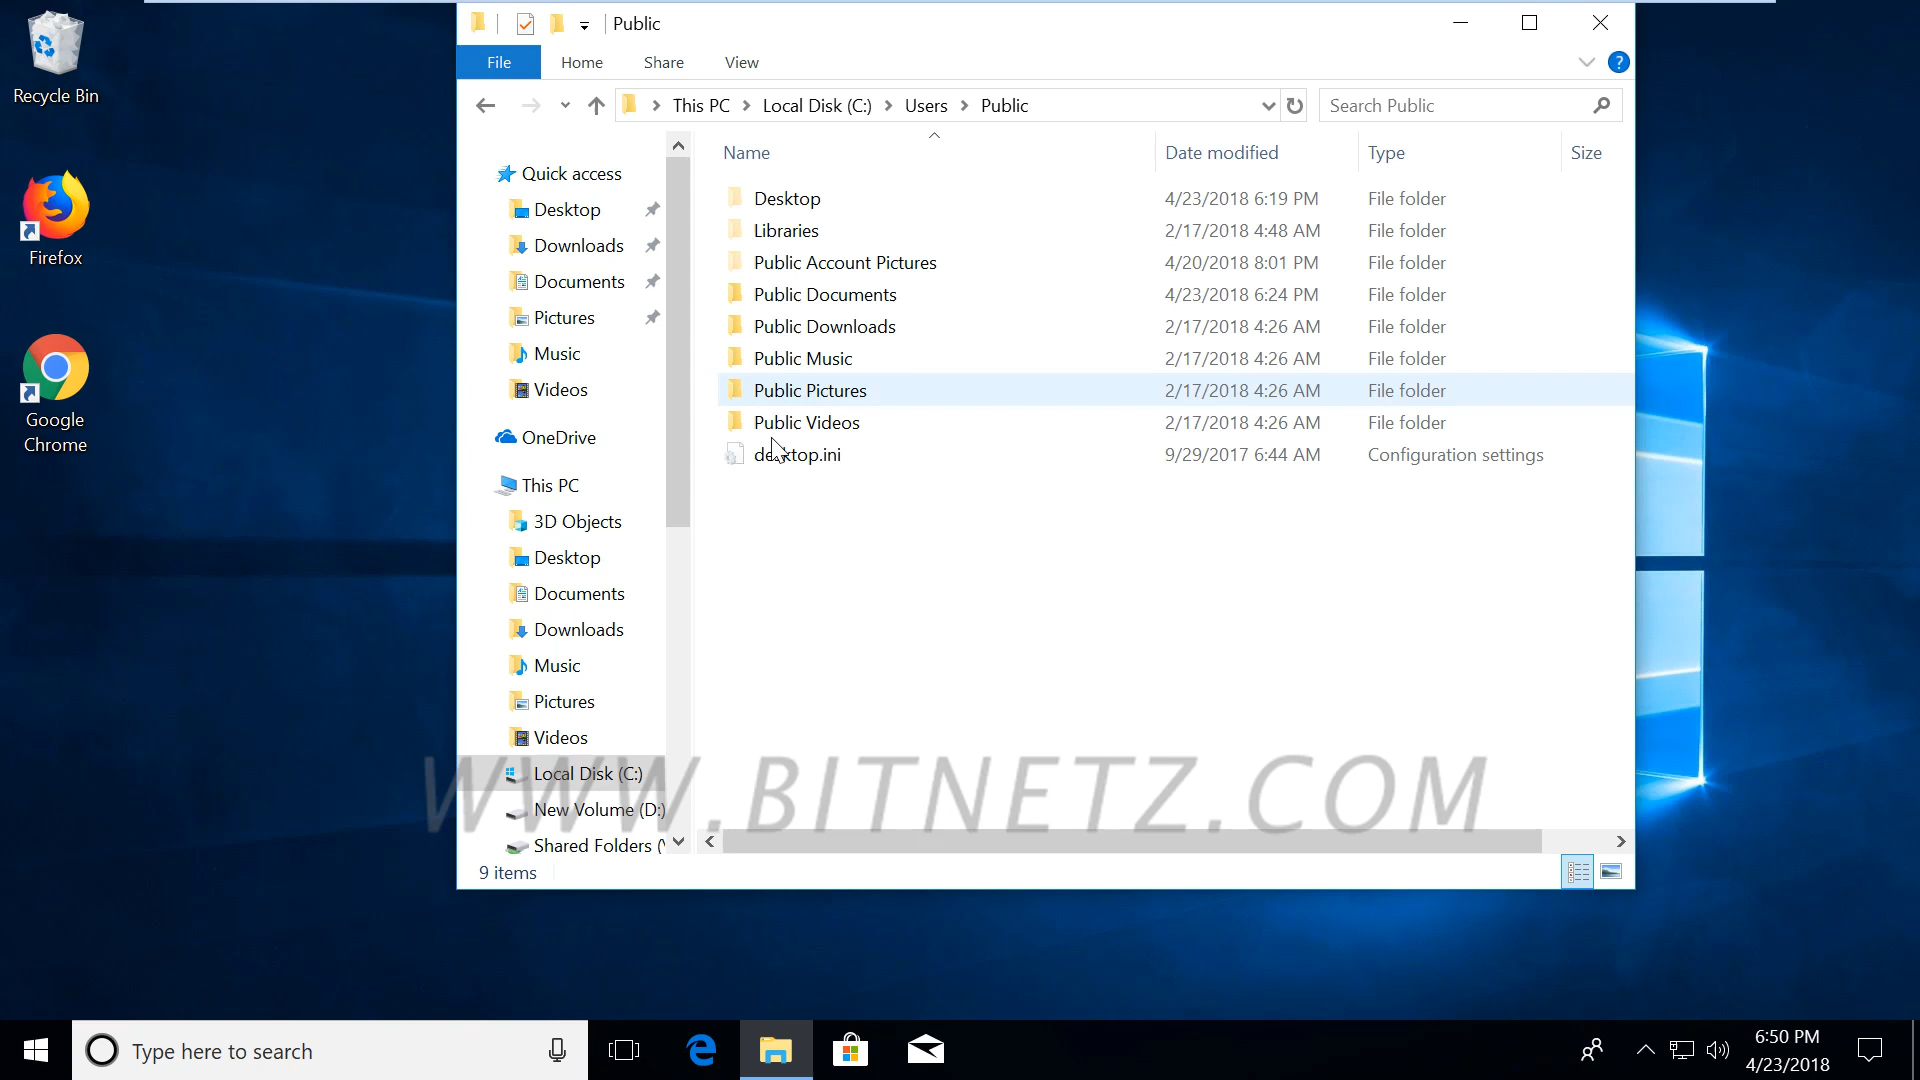 Recycle Bin
Firefox
Google
Chrome
Public
File Home Share View
This PC Local Disk (C:) Users Public
Search Public
Quick access
Desktop
Downloads
Documents
Pictures
Music
Videos
OneDrive
This PC
3D Objects
Desktop
Documents
Downloads
Music
Pictures
Videos
Local Disk (C:)
New Volume (D:)
Shared Folders (
Name Date modified Type Size
Desktop 4/23/2018 6:19 PM File folder
Libraries 2/17/2018 4:48 AM File folder
Public Account Pictures 4/20/2018 8:01 PM File folder
Public Documents 4/23/2018 6:24 PM File folder
Public Downloads 2/17/2018 4:26 AM File folder
Public Music 2/17/2018 4:26 AM File folder
Public Pictures 2/17/2018 4:26 AM File folder
Public Videos 2/17/2018 4:26 AM File folder
desktop.ini 9/29/2017 6:44 AM Configuration settings
WWW.BITNETZ.COM
9 items
Type here to search
6:50 PM
4/23/2018